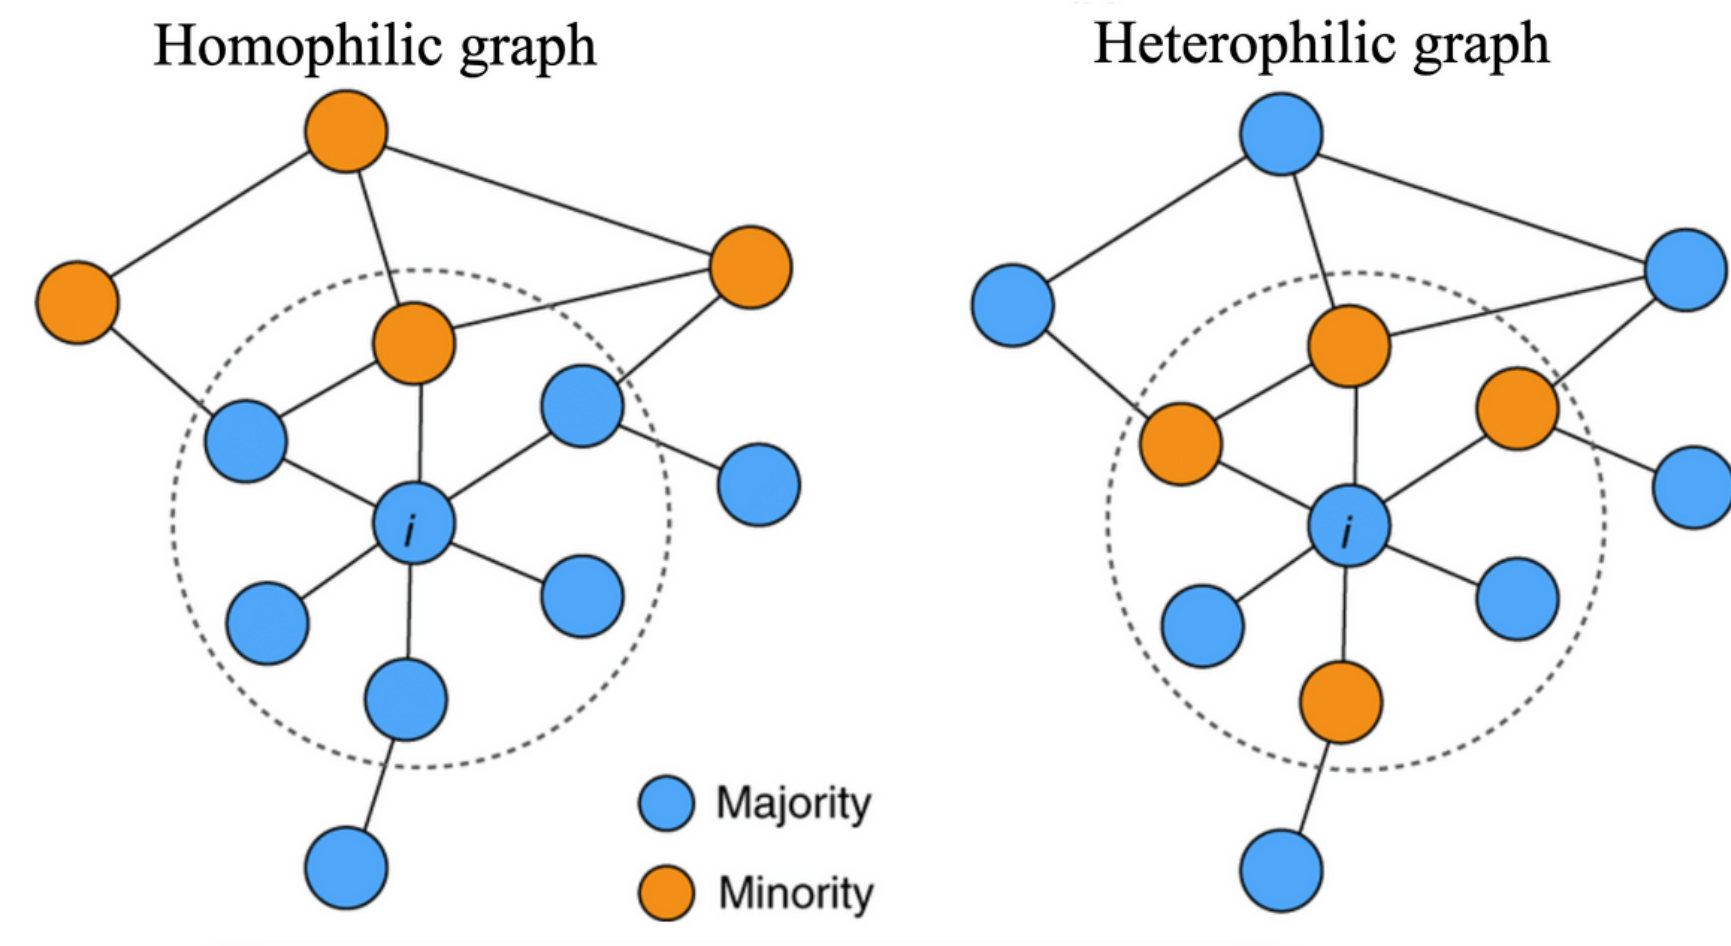 Homophilic graph
Heterophilic graph
i
i
Majority
Minority